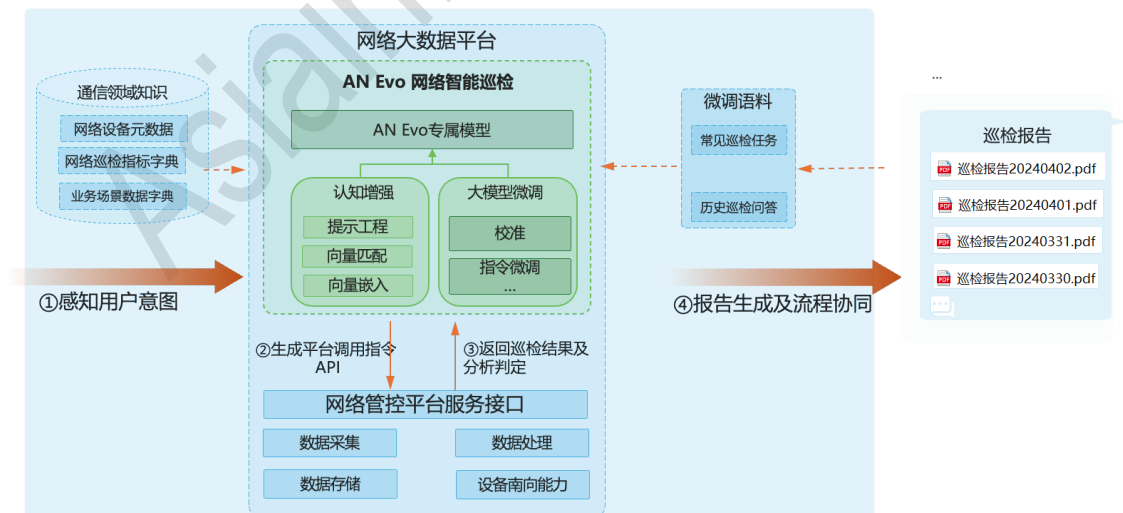 网络大数据平台
AN Evo 网络智能巡检
AN Evo专属模型
认知增强
提示工程
向量匹配
向量嵌入
大模型微调
校准
指令微调
...
通信领域知识
网络设备元数据
网络巡检指标字典
业务场景数据字典
①感知用户意图
②生成平台调用指令
API
③返回巡检结果及
分析判定
网络管控平台服务接口
数据采集
数据处理
数据存储
设备南向能力
微调语料
常见巡检任务
历史巡检问答
④报告生成及流程协同
...
巡检报告
PDF 巡检报告20240402.pdf
PDF 巡检报告20240401.pdf
PDF 巡检报告20240331.pdf
PDF 巡检报告20240330.pdf